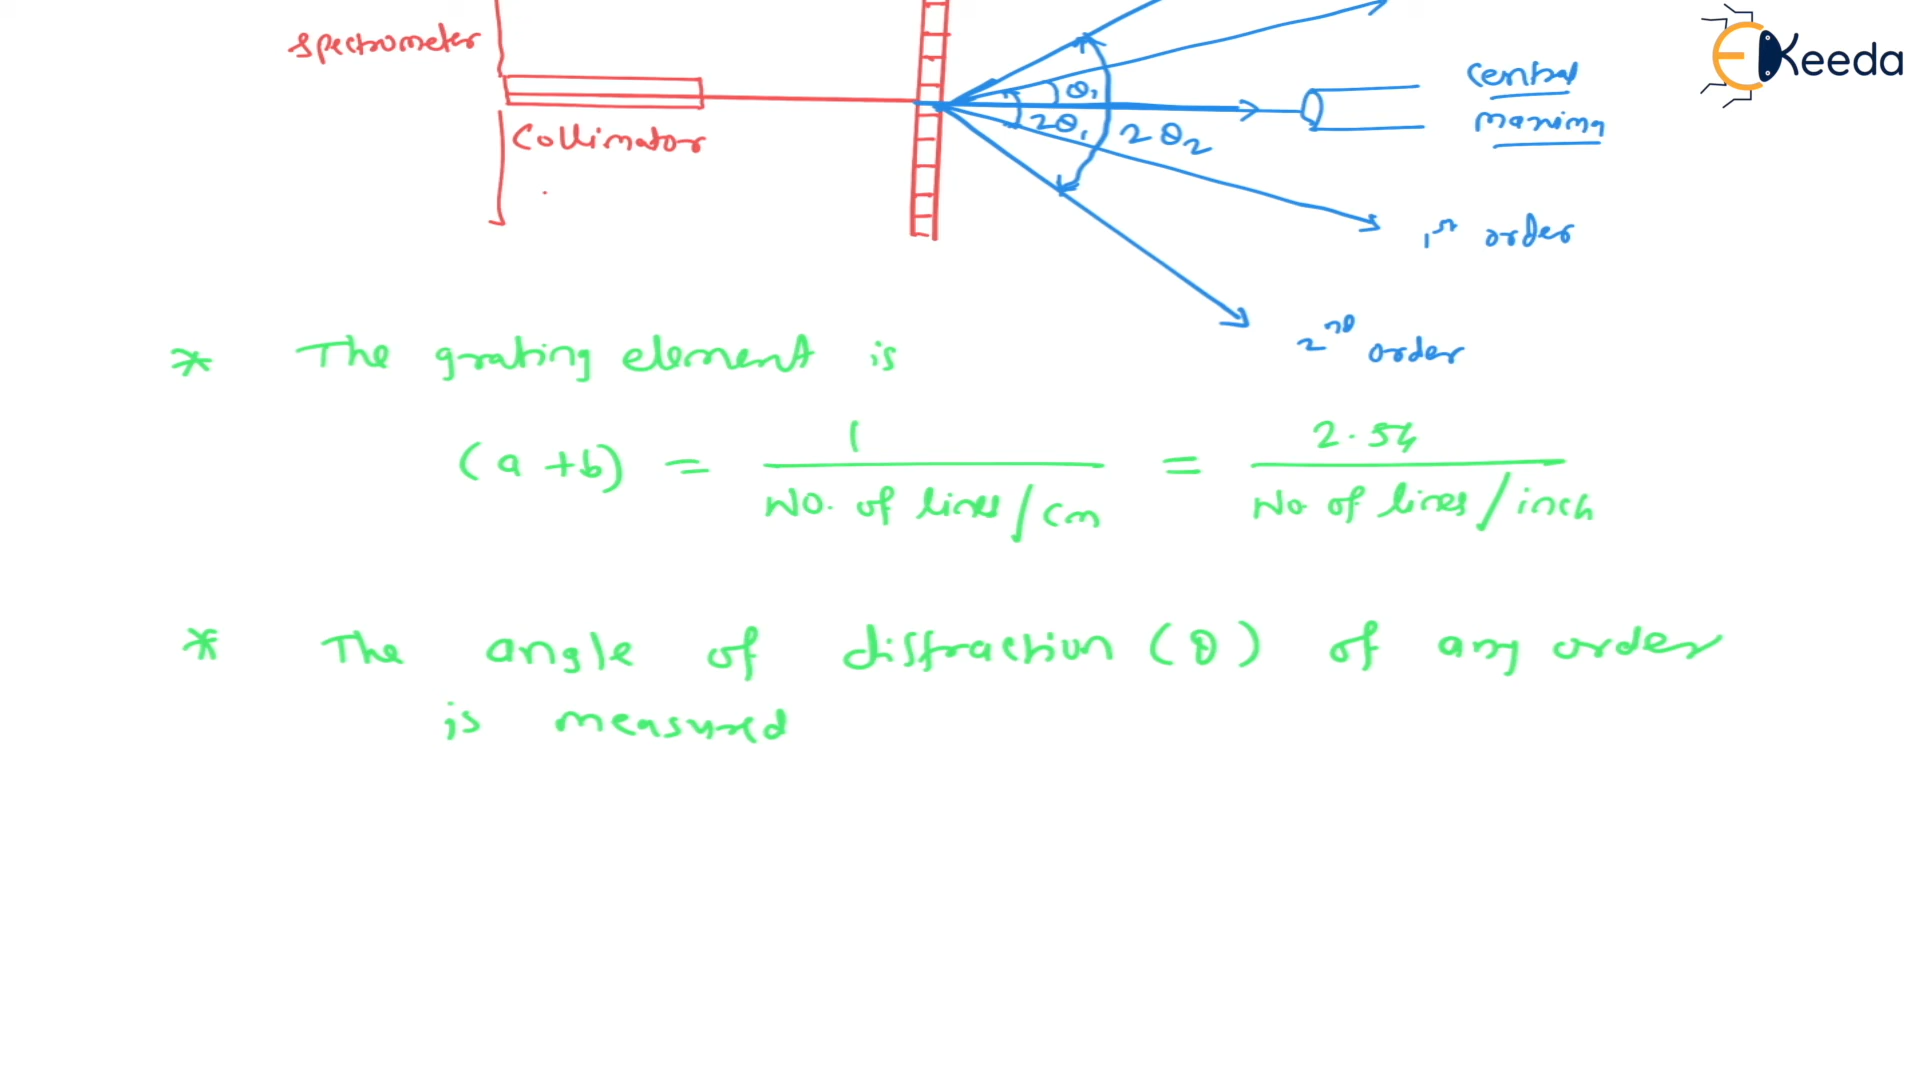 Spectrometer
Collimator
EKeeda
Central
maxima
θ₁
2θ₁
2θ₂
1st order
2nd order
* The grating element is
(a+b) = 1 / No. of lines/cm = 2.54 / No. of lines/inch
* The angle of diffraction (θ) of any order
is measured